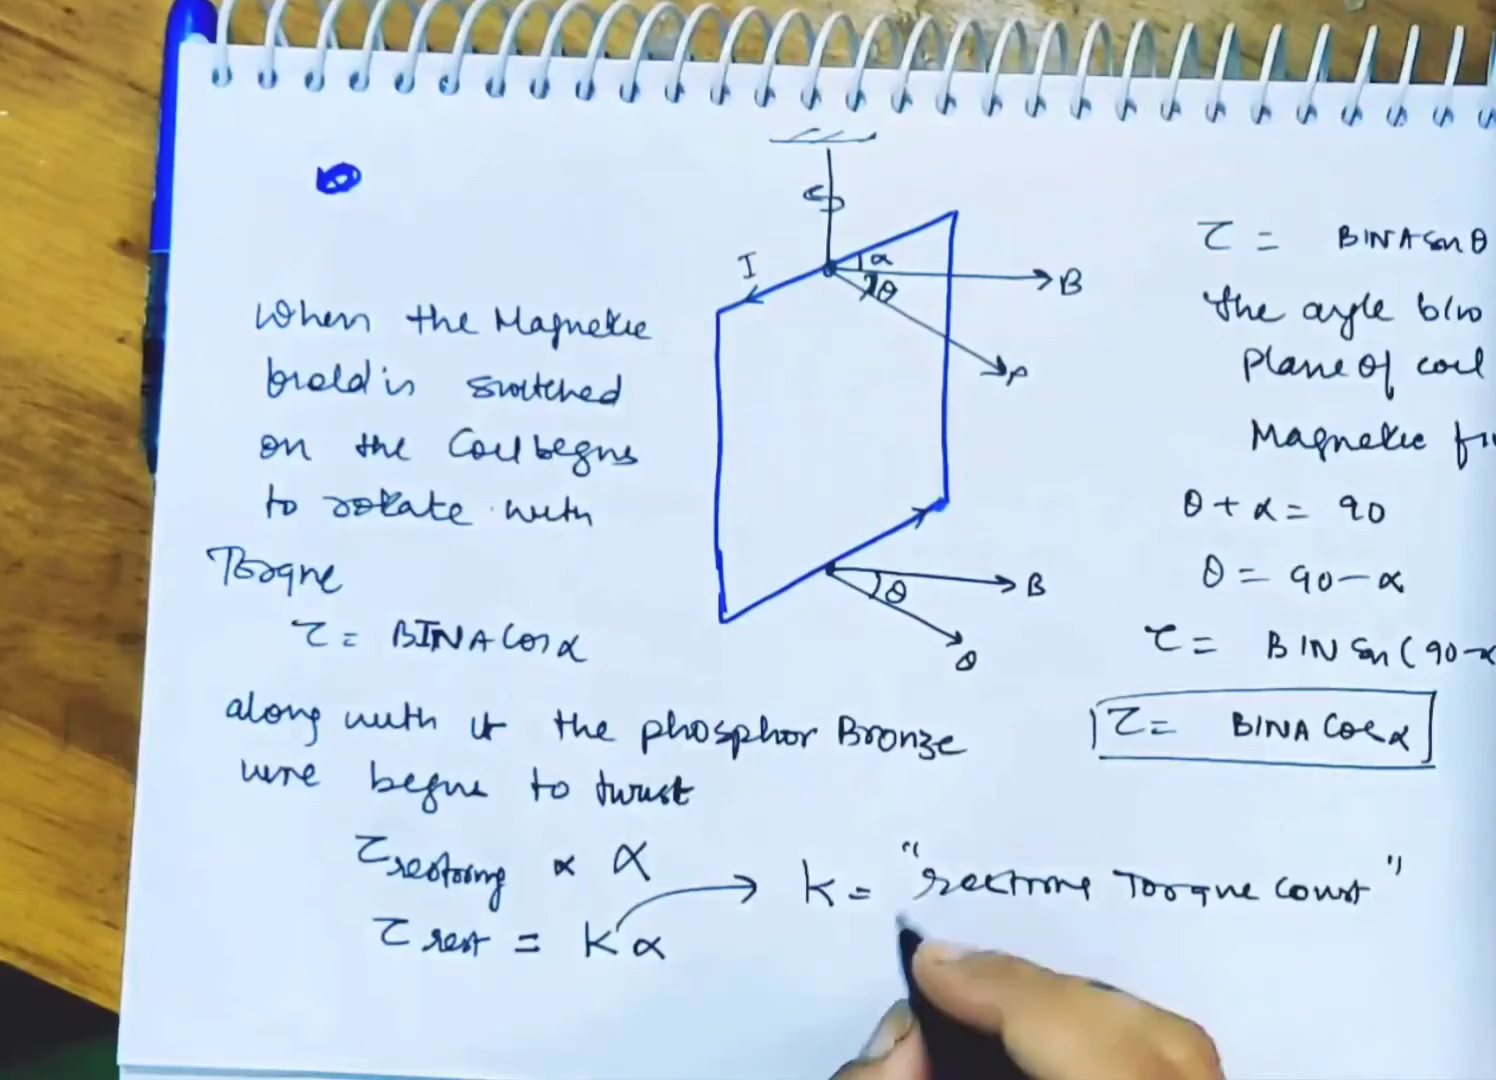 When the Magnetic
field is switched
on the Coil begins
to rotate with
Torque
τ = BINA Cos α
along with it the phosphor Bronze
wire begins to twist
τ restoring ∝ α
τ rest = K α
K = "restoring Torque const"
I
α
θ
B
θ
B
τ = BINA Sin θ
the angle b/w
plane of coil
Magnetic
θ + α = 90
θ = 90 - α
τ = BIN Sin (90 - α
τ = BINA Cos α